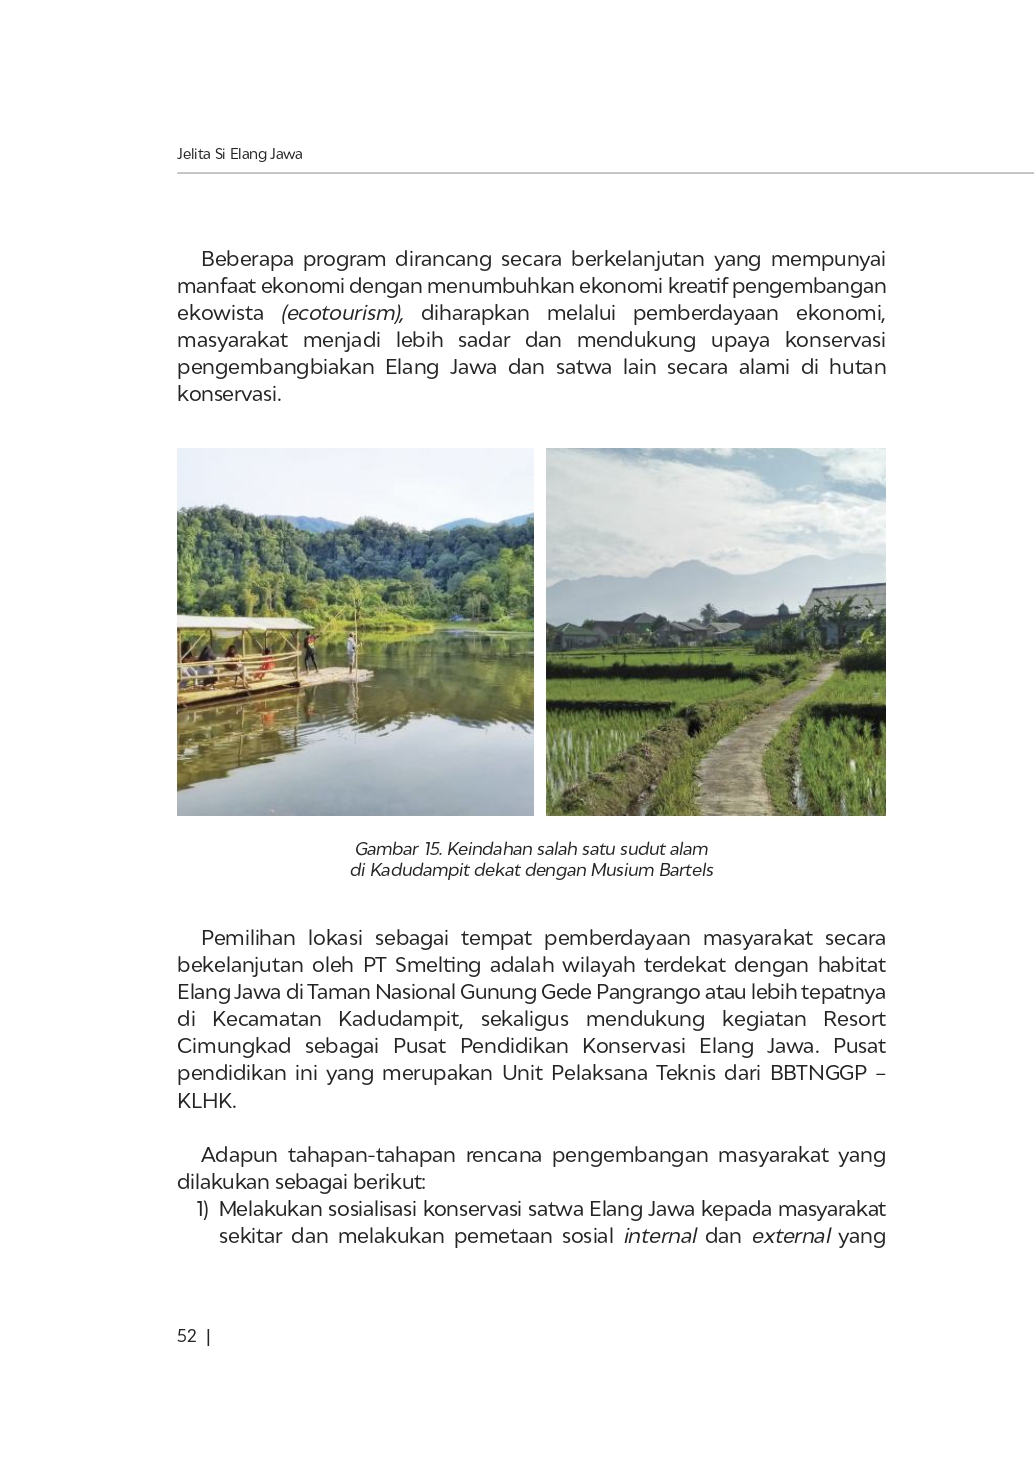 Jelita Si Elang Jawa
Beberapa program dirancang secara berkelanjutan yang mempunyai
manfaat ekonomi dengan menumbuhkan ekonomi kreatif pengembangan
ekowista (ecotourism), diharapkan melalui pemberdayaan ekonomi,
masyarakat menjadi lebih sadar dan mendukung upaya konservasi
pengembangbiakan Elang Jawa dan satwa lain secara alami di hutan
konservasi.
Gambar 15. Keindahan salah satu sudut alam
di Kadudampit dekat dengan Musium Bartels
Pemilihan lokasi sebagai tempat pemberdayaan masyarakat secara
bekelanjutan oleh PT Smelting adalah wilayah terdekat dengan habitat
Elang Jawa di Taman Nasional Gunung Gede Pangrango atau lebih tepatnya
di Kecamatan Kadudampit, sekaligus mendukung kegiatan Resort
Cimungkad sebagai Pusat Pendidikan Konservasi Elang Jawa. Pusat
pendidikan ini yang merupakan Unit Pelaksana Teknis dari BBTNGGP –
KLHK.
Adapun tahapan-tahapan rencana pengembangan masyarakat yang
dilakukan sebagai berikut:
1) Melakukan sosialisasi konservasi satwa Elang Jawa kepada masyarakat
sekitar dan melakukan pemetaan sosial internal dan external yang
52 |